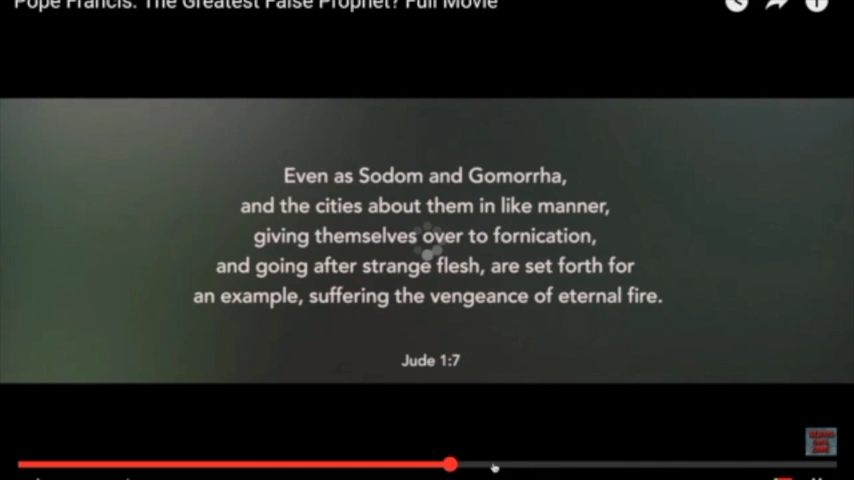 Pope Francis: The Greatest False Prophet? Full Movie
Even as Sodom and Gomorrha,
and the cities about them in like manner,
giving themselves over to fornication,
and going after strange flesh, are set forth for
an example, suffering the vengeance of eternal fire.
Jude 1:7